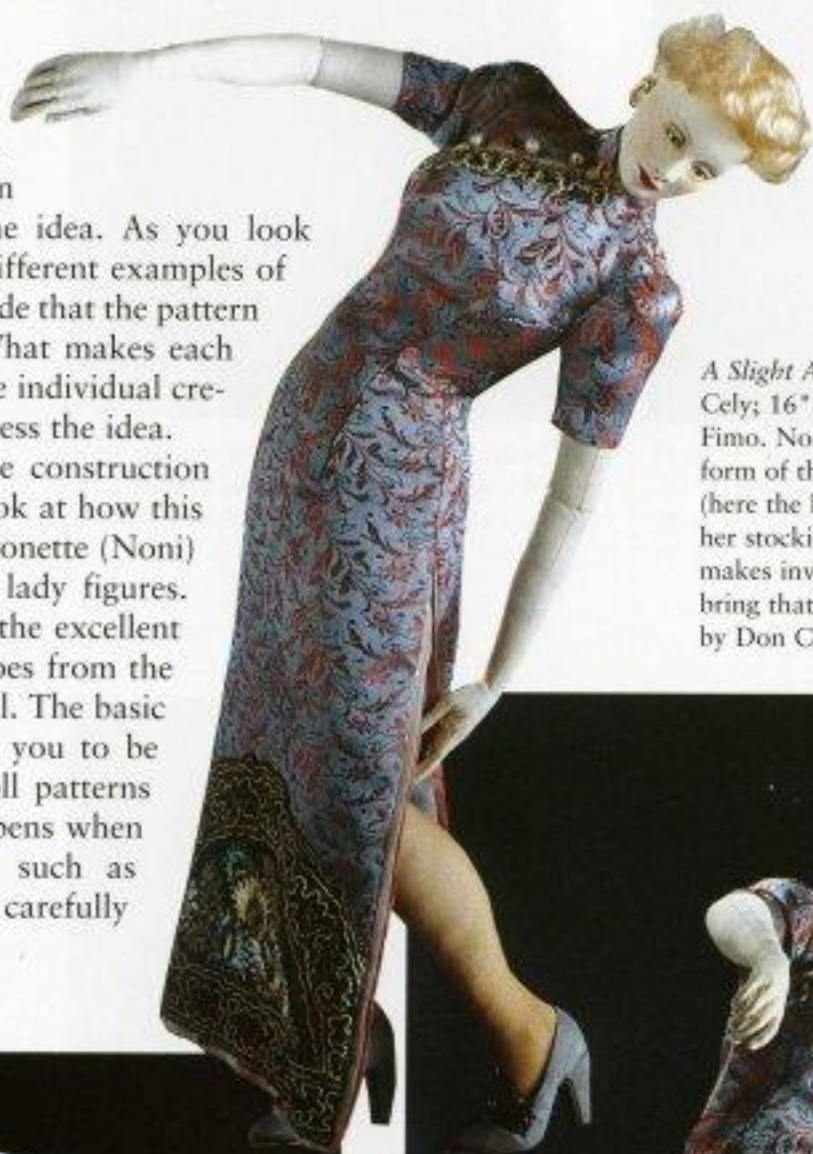 he idea. As you look
ifferent examples of
de that the pattern
hat makes each
e individual cre-
ess the idea.
e construction
ok at how this
onette (Noni)
lady figures.
the excellent
pes from the
l. The basic
you to be
ll patterns
pens when
such as
carefully
A Slight A
Cely; 16"
Fimo. No
form of th
(here the
her stocki
makes inv
bring that
by Don C